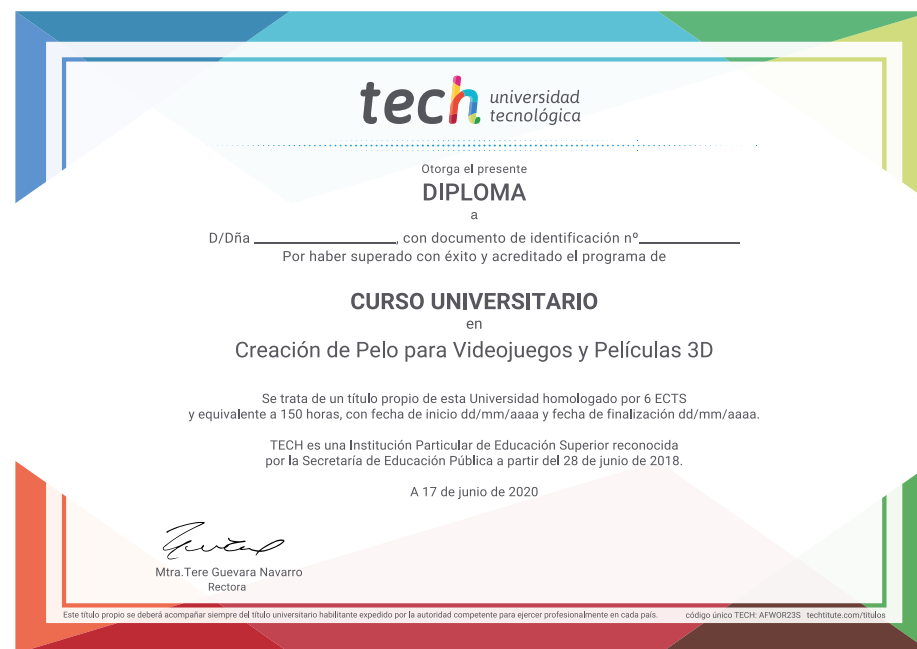 tech universidad
tecnológica
Otorga el presente
DIPLOMA
a
D/Dña ____________, con documento de identificación nº____________
Por haber superado con éxito y acreditado el programa de
CURSO UNIVERSITARIO
en
Creación de Pelo para Videojuegos y Películas 3D
Se trata de un título propio de esta Universidad homologado por 6 ECTS
y equivalente a 150 horas, con fecha de inicio dd/mm/aaaa y fecha de finalización dd/mm/aaaa.
TECH es una Institución Particular de Educación Superior reconocida
por la Secretaría de Educación Pública a partir del 28 de junio de 2018.
A 17 de junio de 2020
Mtra.Tere Guevara Navarro
Rectora
Este título propio se deberá acompañar siempre del título universitario habilitante expedido por la autoridad competente para ejercer profesionalmente en cada país. código único TECH: AFWOR23S techtitute.com/titulos